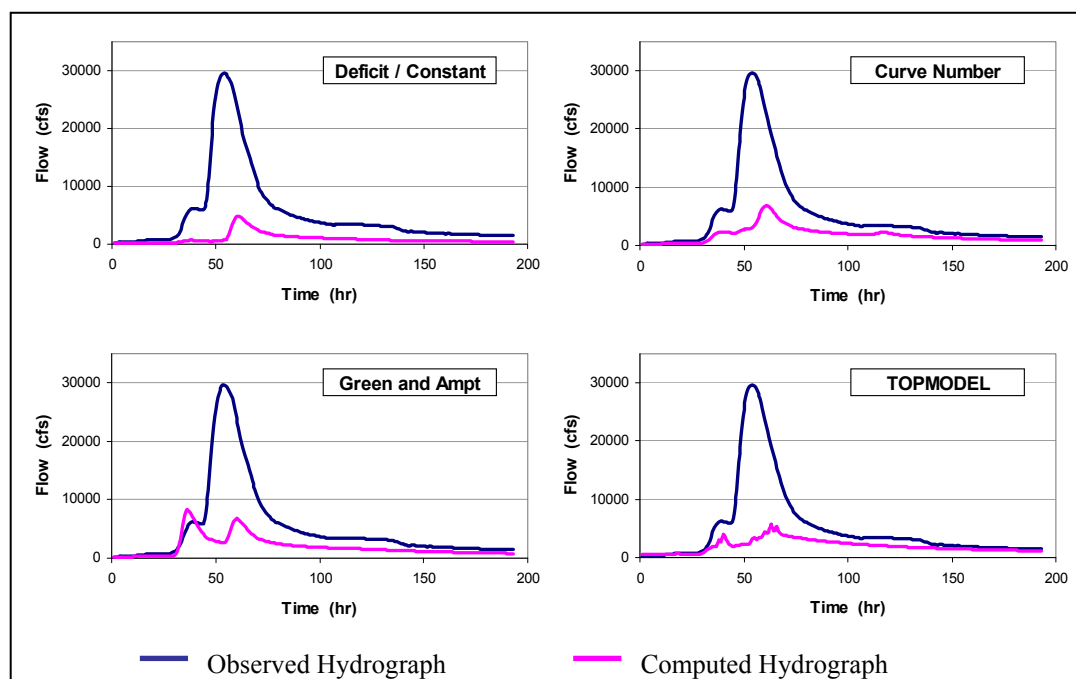 Deficit / Constant
Flow (cfs)
30000
20000
10000
0
0 50 100 150 200
Time (hr)
Curve Number
Flow (cfs)
30000
20000
10000
0
0 50 100 150 200
Time (hr)
Green and Ampt
Flow (cfs)
30000
20000
10000
0
0 50 100 150 200
Time (hr)
TOPMODEL
Flow (cfs)
30000
20000
10000
0
0 50 100 150 200
Time (hr)
Observed Hydrograph
Computed Hydrograph